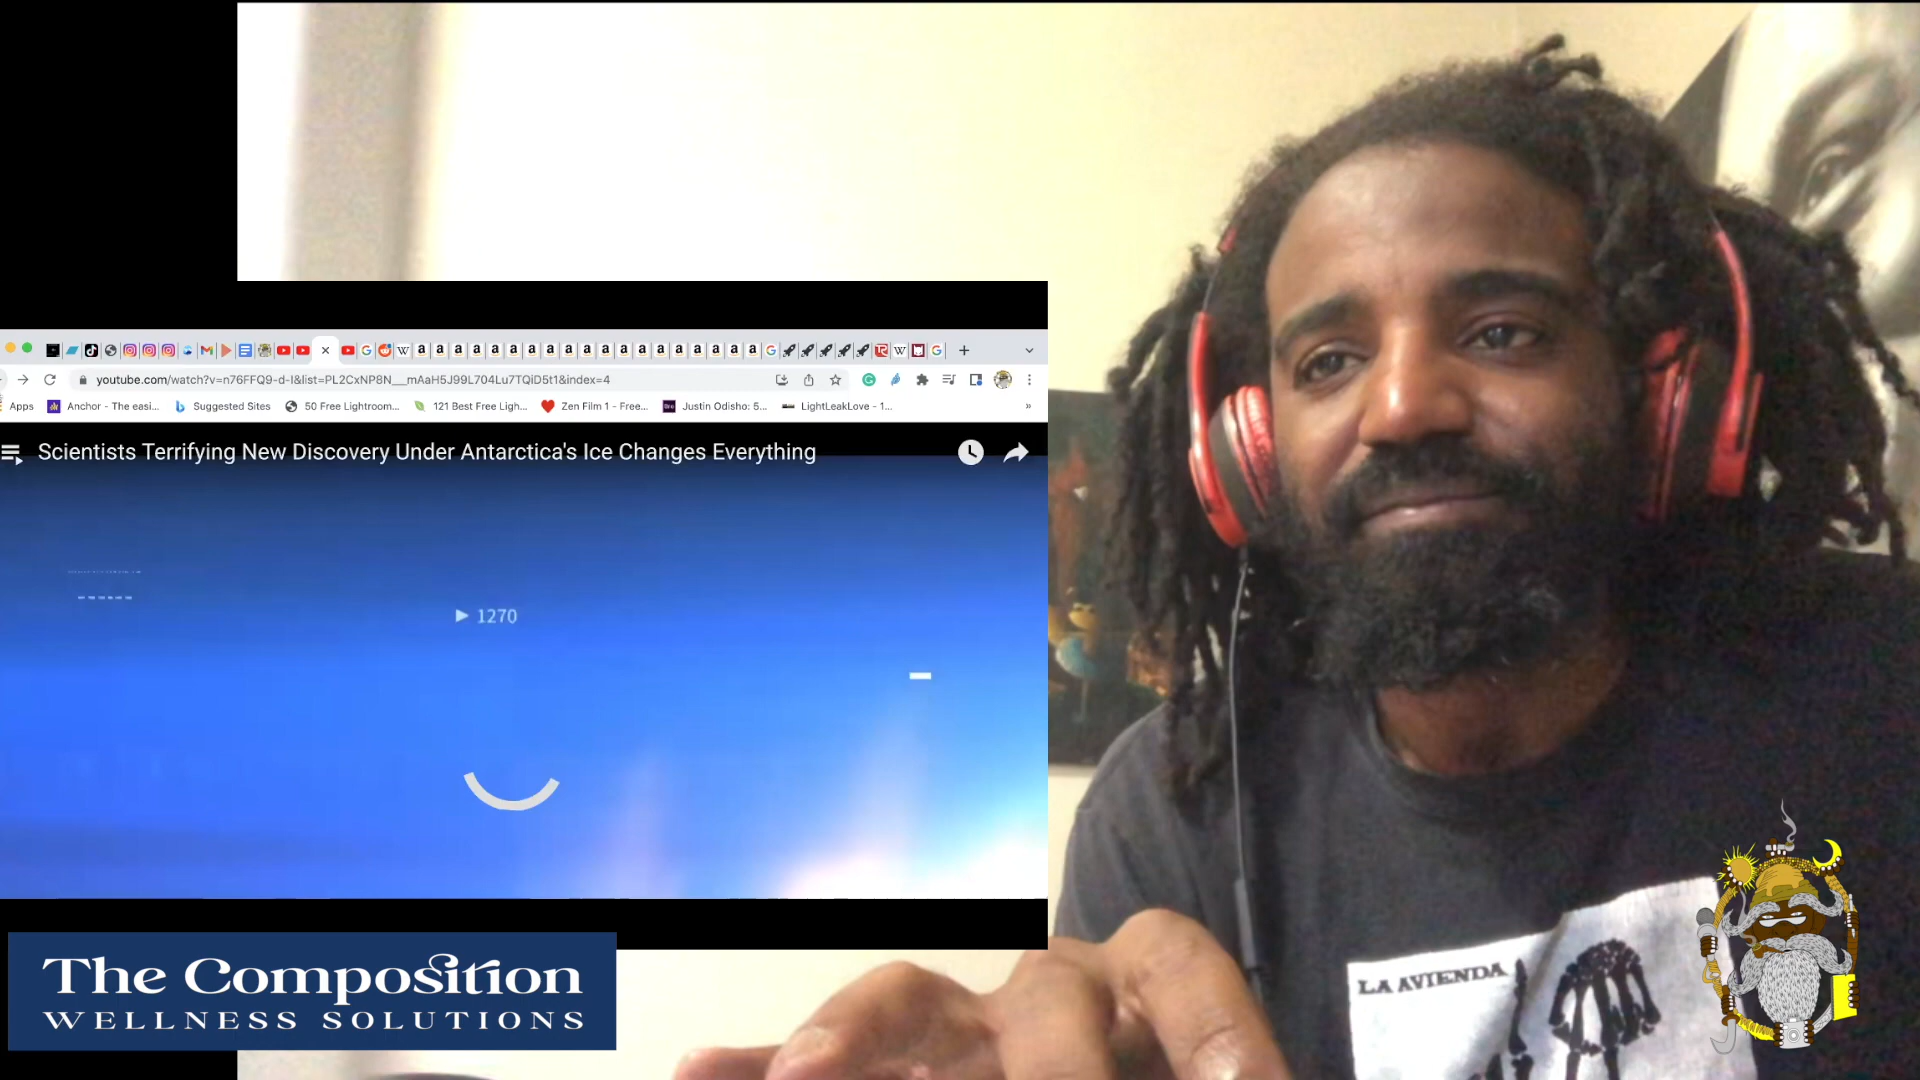 youtube.com/watch?v=n76FFQ9-d-I&list=PL2CxNP8N__mAaH5J99L704Lu7TQiD5t1&index=4
Apps Anchor - The easi... Suggested Sites 50 Free Lightroom... 121 Best Free Ligh... Zen Film 1 - Free... Justin Odisho: 5... LightLeakLove - 1... »
Scientists Terrifying New Discovery Under Antarctica's Ice Changes Everything
1270
The Composition
WELLNESS SOLUTIONS
LA AVIENDA